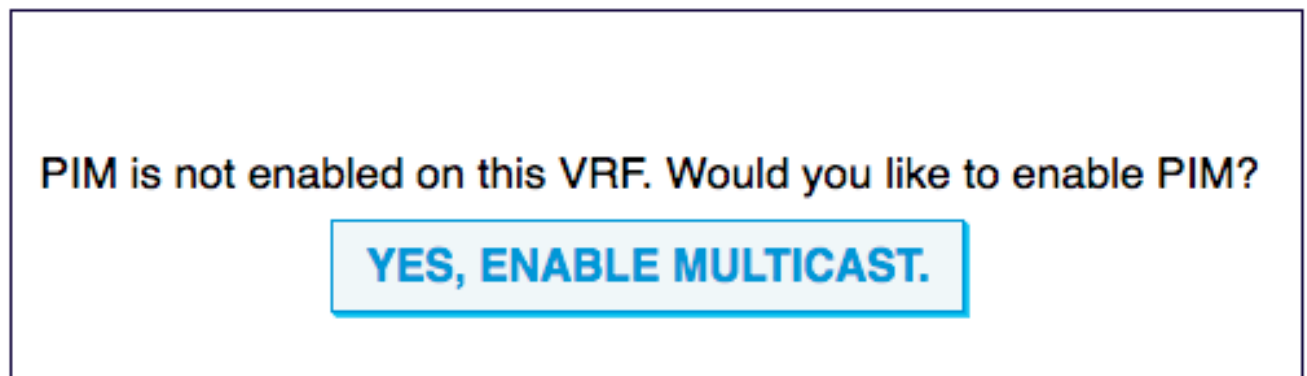 PIM is not enabled on this VRF. Would you like to enable PIM?
YES, ENABLE MULTICAST.